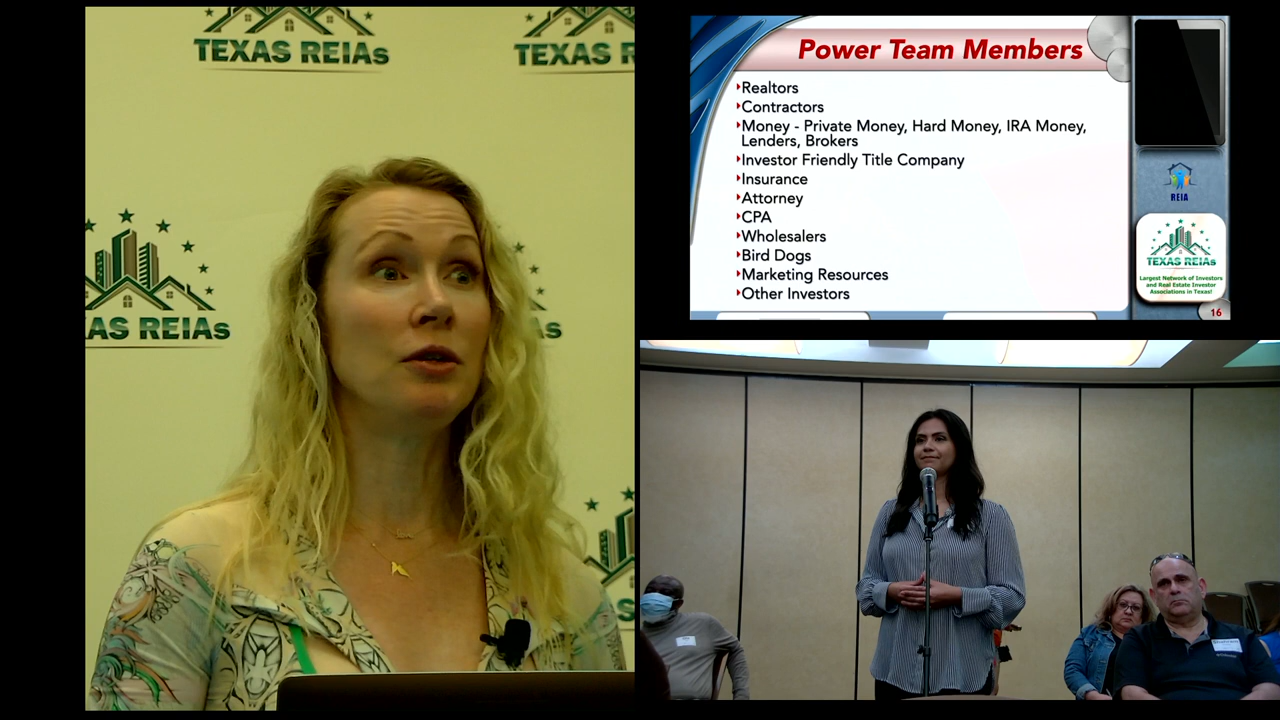 TEXAS REIAs
TEXAS REIAs
AS REIAs
Power Team Members
Realtors
Contractors
Money - Private Money, Hard Money, IRA Money,
Lenders, Brokers
Investor Friendly Title Company
Insurance
Attorney
CPA
Wholesalers
Bird Dogs
Marketing Resources
Other Investors
REIA
TEXAS REIAs
Largest Network of Investors
and Real Estate Investor
Associations in Texas!
16